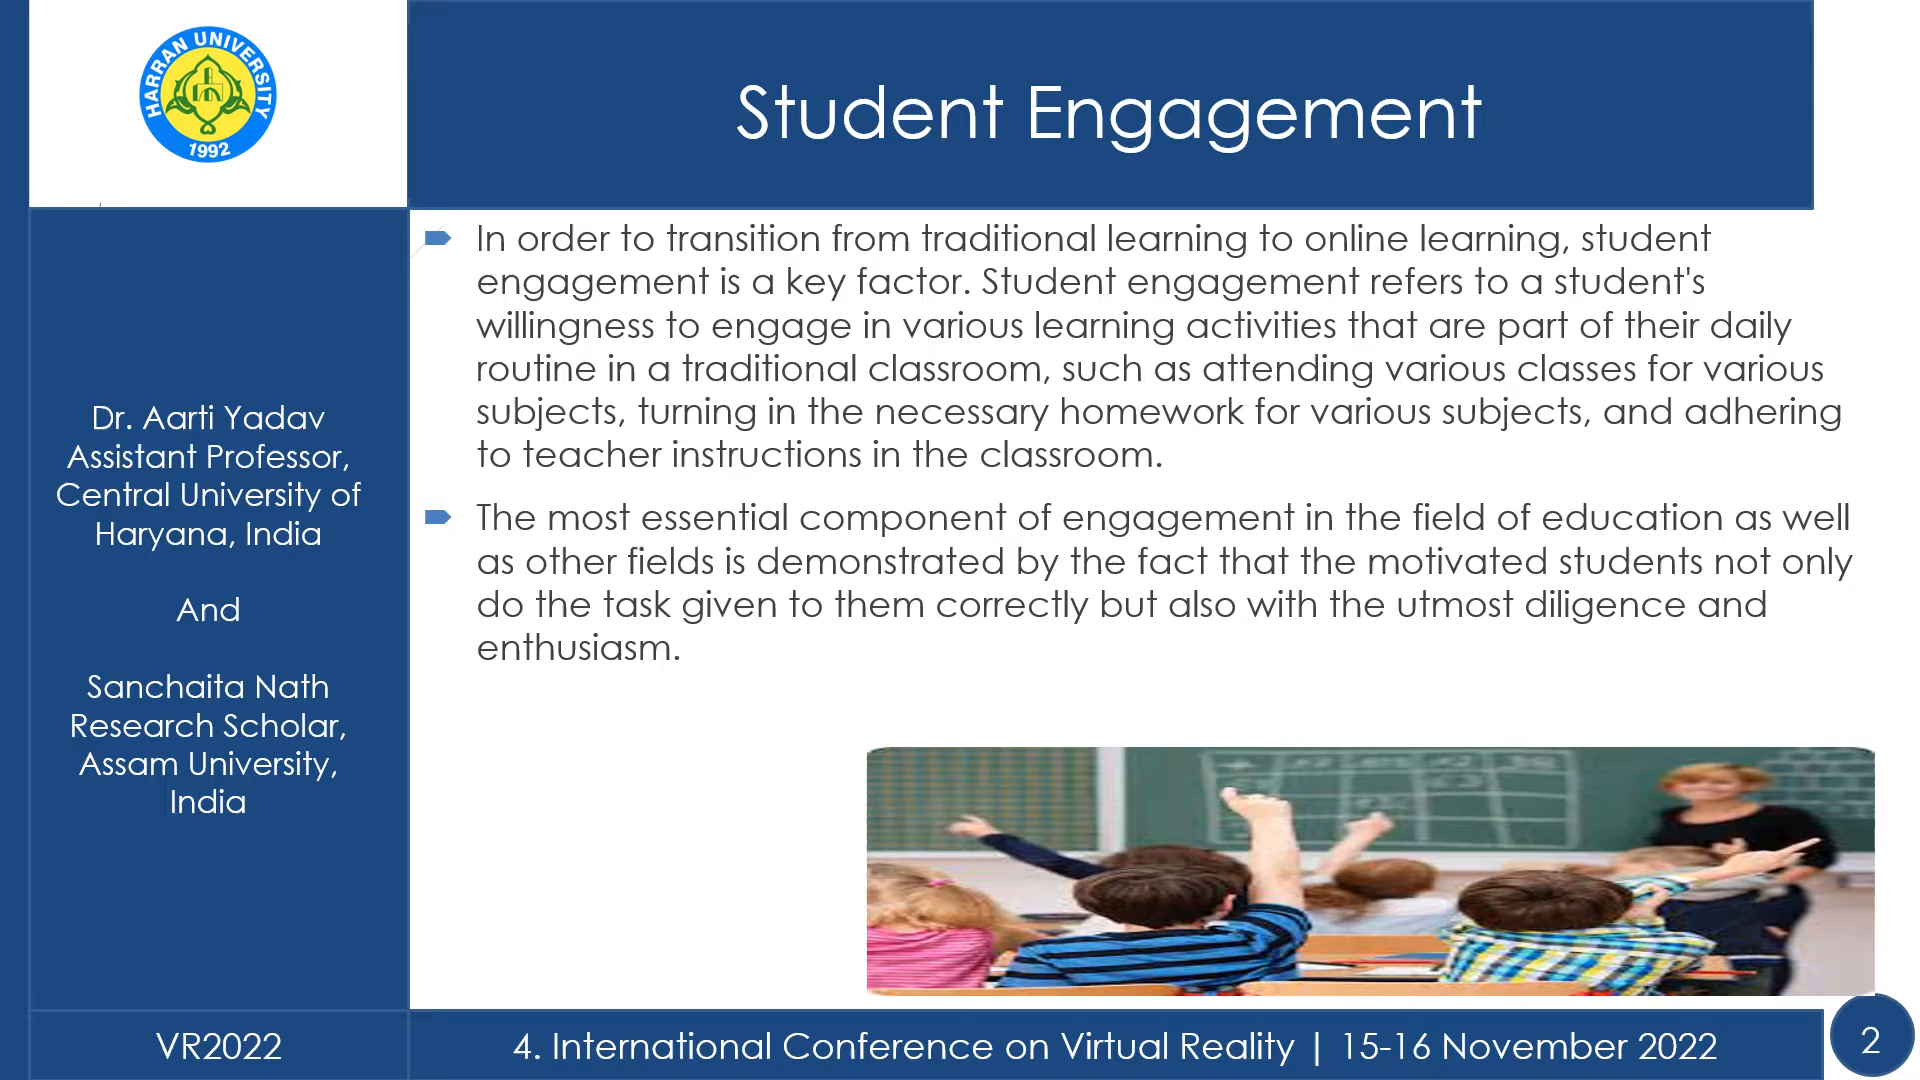 HARRAN UNIVERSITY
1992
Student Engagement
In order to transition from traditional learning to online learning, student
engagement is a key factor. Student engagement refers to a student's
willingness to engage in various learning activities that are part of their daily
routine in a traditional classroom, such as attending various classes for various
subjects, turning in the necessary homework for various subjects, and adhering
to teacher instructions in the classroom.
The most essential component of engagement in the field of education as well
as other fields is demonstrated by the fact that the motivated students not only
do the task given to them correctly but also with the utmost diligence and
enthusiasm.
Dr. Aarti Yadav
Assistant Professor,
Central University of
Haryana, India
And
Sanchaita Nath
Research Scholar,
Assam University,
India
VR2022
4. International Conference on Virtual Reality | 15-16 November 2022
2